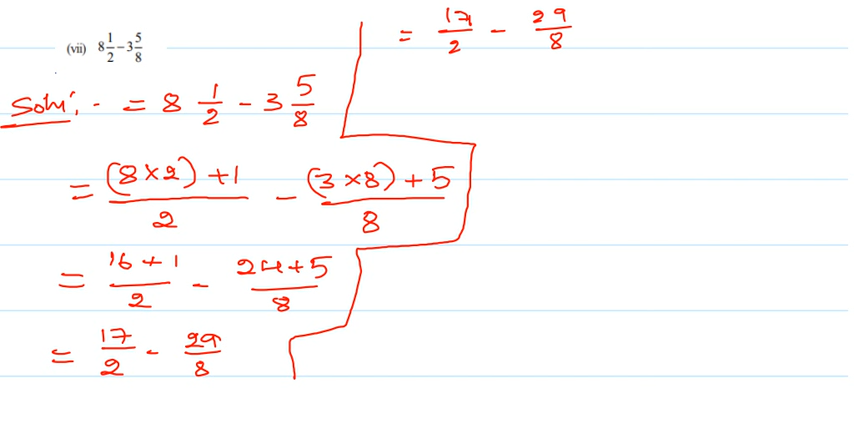 (vii) 8 1/2 − 3 5/8
Soln:- = 8 1/2 - 3 5/8
= (8×2)+1/2 - (3×8)+5/8
= 16+1/2 - 24+5/8
= 17/2 - 29/8
= 17/2 - 29/8